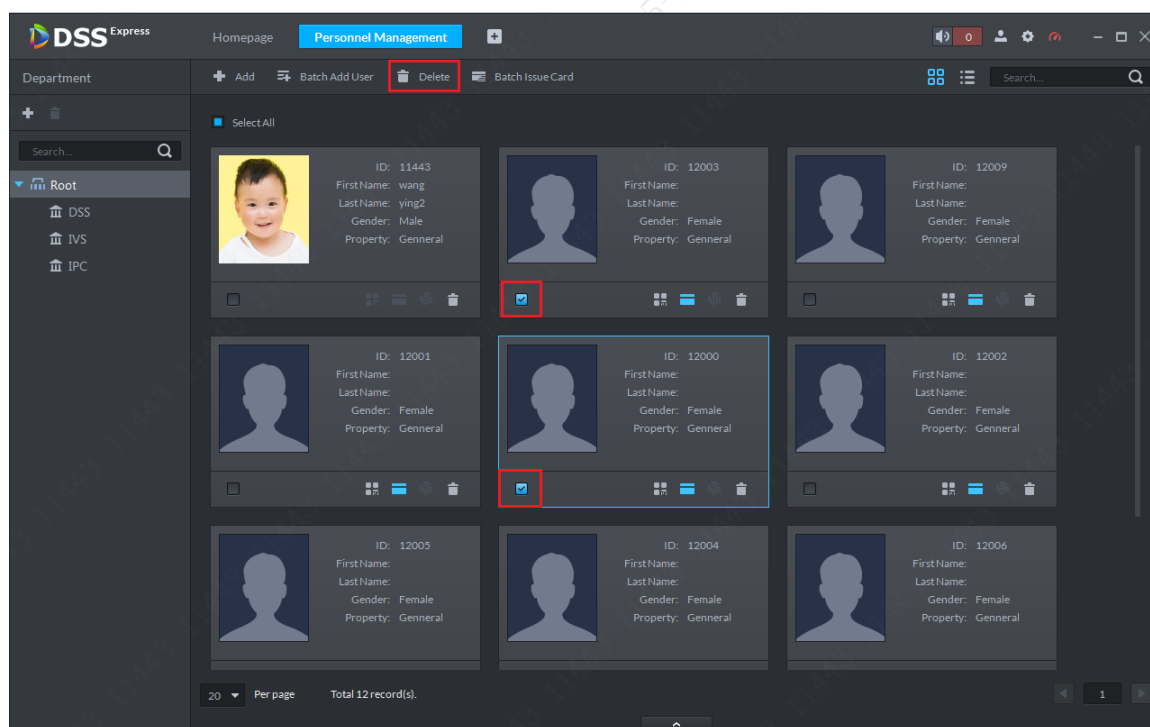 DSS Express
Homepage
Personnel Management
0
Department
Add
Batch Add User
Delete
Batch Issue Card
Search...
Search...
Root
DSS
IVS
IPC
Select All
ID: 11443
First Name: wang
Last Name: ying2
Gender: Male
Property: Genneral
ID: 12003
First Name:
Last Name:
Gender: Female
Property: Genneral
ID: 12009
First Name:
Last Name:
Gender: Female
Property: Genneral
ID: 12001
First Name:
Last Name:
Gender: Female
Property: Genneral
ID: 12000
First Name:
Last Name:
Gender: Female
Property: Genneral
ID: 12002
First Name:
Last Name:
Gender: Female
Property: Genneral
ID: 12005
First Name:
Last Name:
Gender: Female
Property: Genneral
ID: 12004
First Name:
Last Name:
Gender: Female
Property: Genneral
ID: 12006
First Name:
Last Name:
Gender: Female
Property: Genneral
20 Per page Total 12 record(s).
1